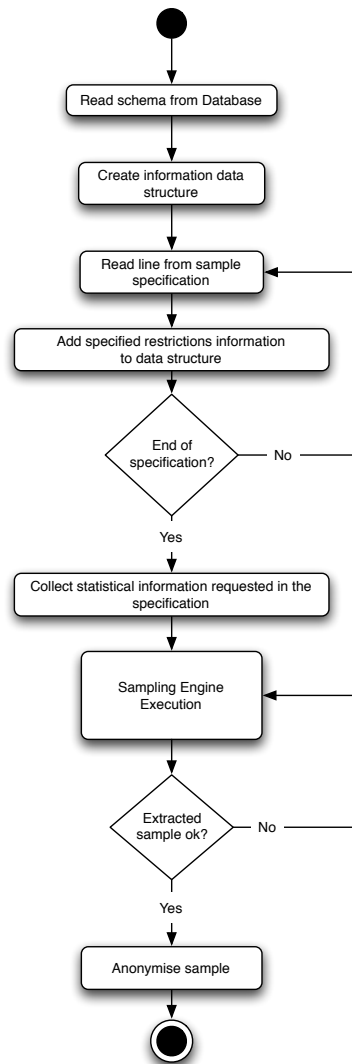 Read schema from Database
Create information data
structure
Read line from sample
specification
Add specified restrictions information
to data structure
End of
specification?
No
Yes
Collect statistical information requested in the
specification
Sampling Engine
Execution
Extracted
sample ok?
No
Yes
Anonymise sample